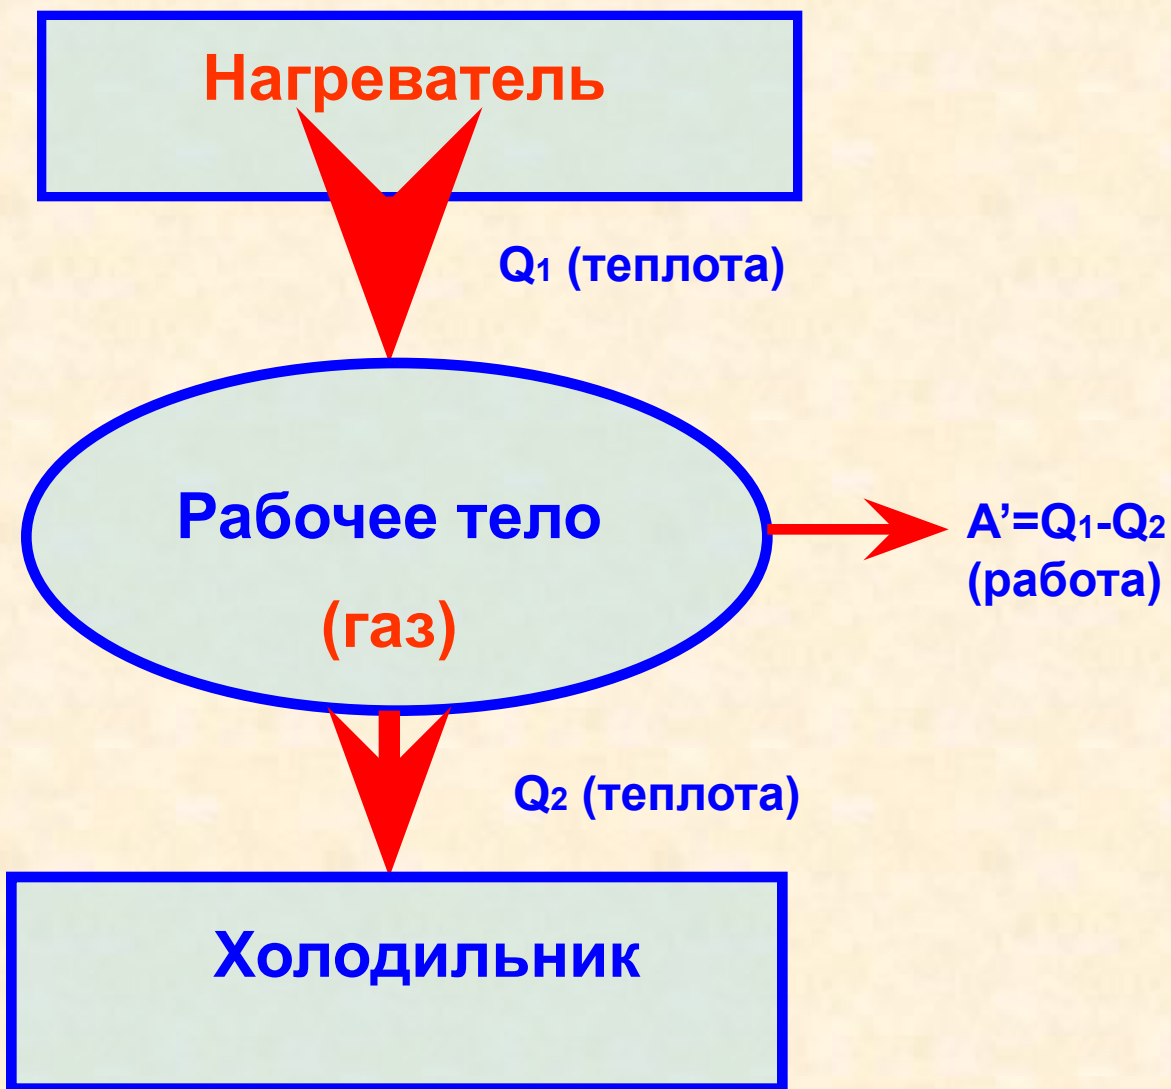 Нагреватель
Q1 (теплота)
Рабочее тело
(газ)
A’=Q1-Q2
(работа)
Q2 (теплота)
Холодильник